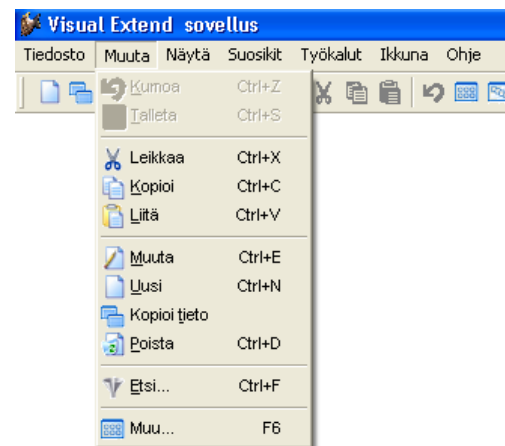 Visual Extend sovellus
Tiedosto Muuta Näytä Suosikit Työkalut Ikkuna Ohje
Kumoa Ctrl+Z
Talleta Ctrl+S
Leikkaa Ctrl+X
Kopioi Ctrl+C
Liitä Ctrl+V
Muuta Ctrl+E
Uusi Ctrl+N
Kopioi tieto
Poista Ctrl+D
Etsi... Ctrl+F
Muu... F6